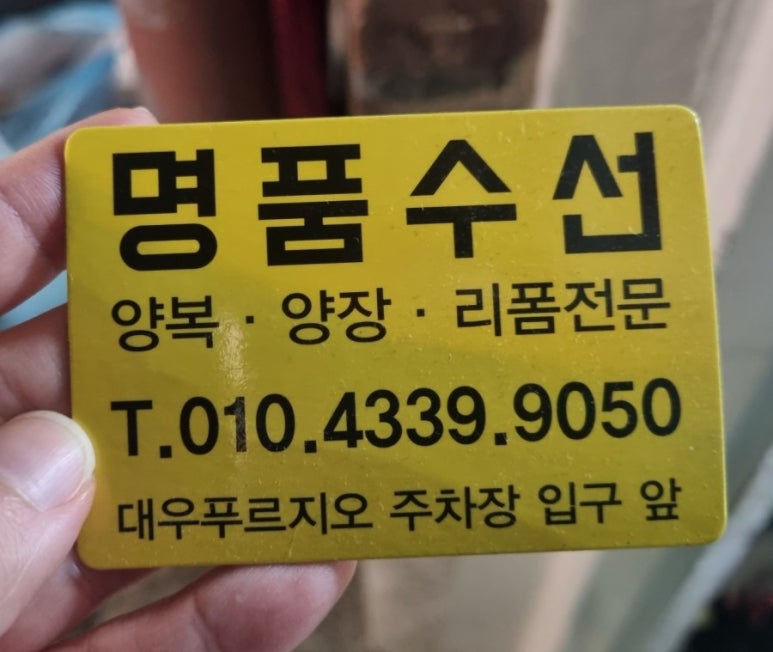 명품수선
양복 · 양장 · 리폼전문
T.010.4339.9050
대우푸르지오 주차장 입구 앞